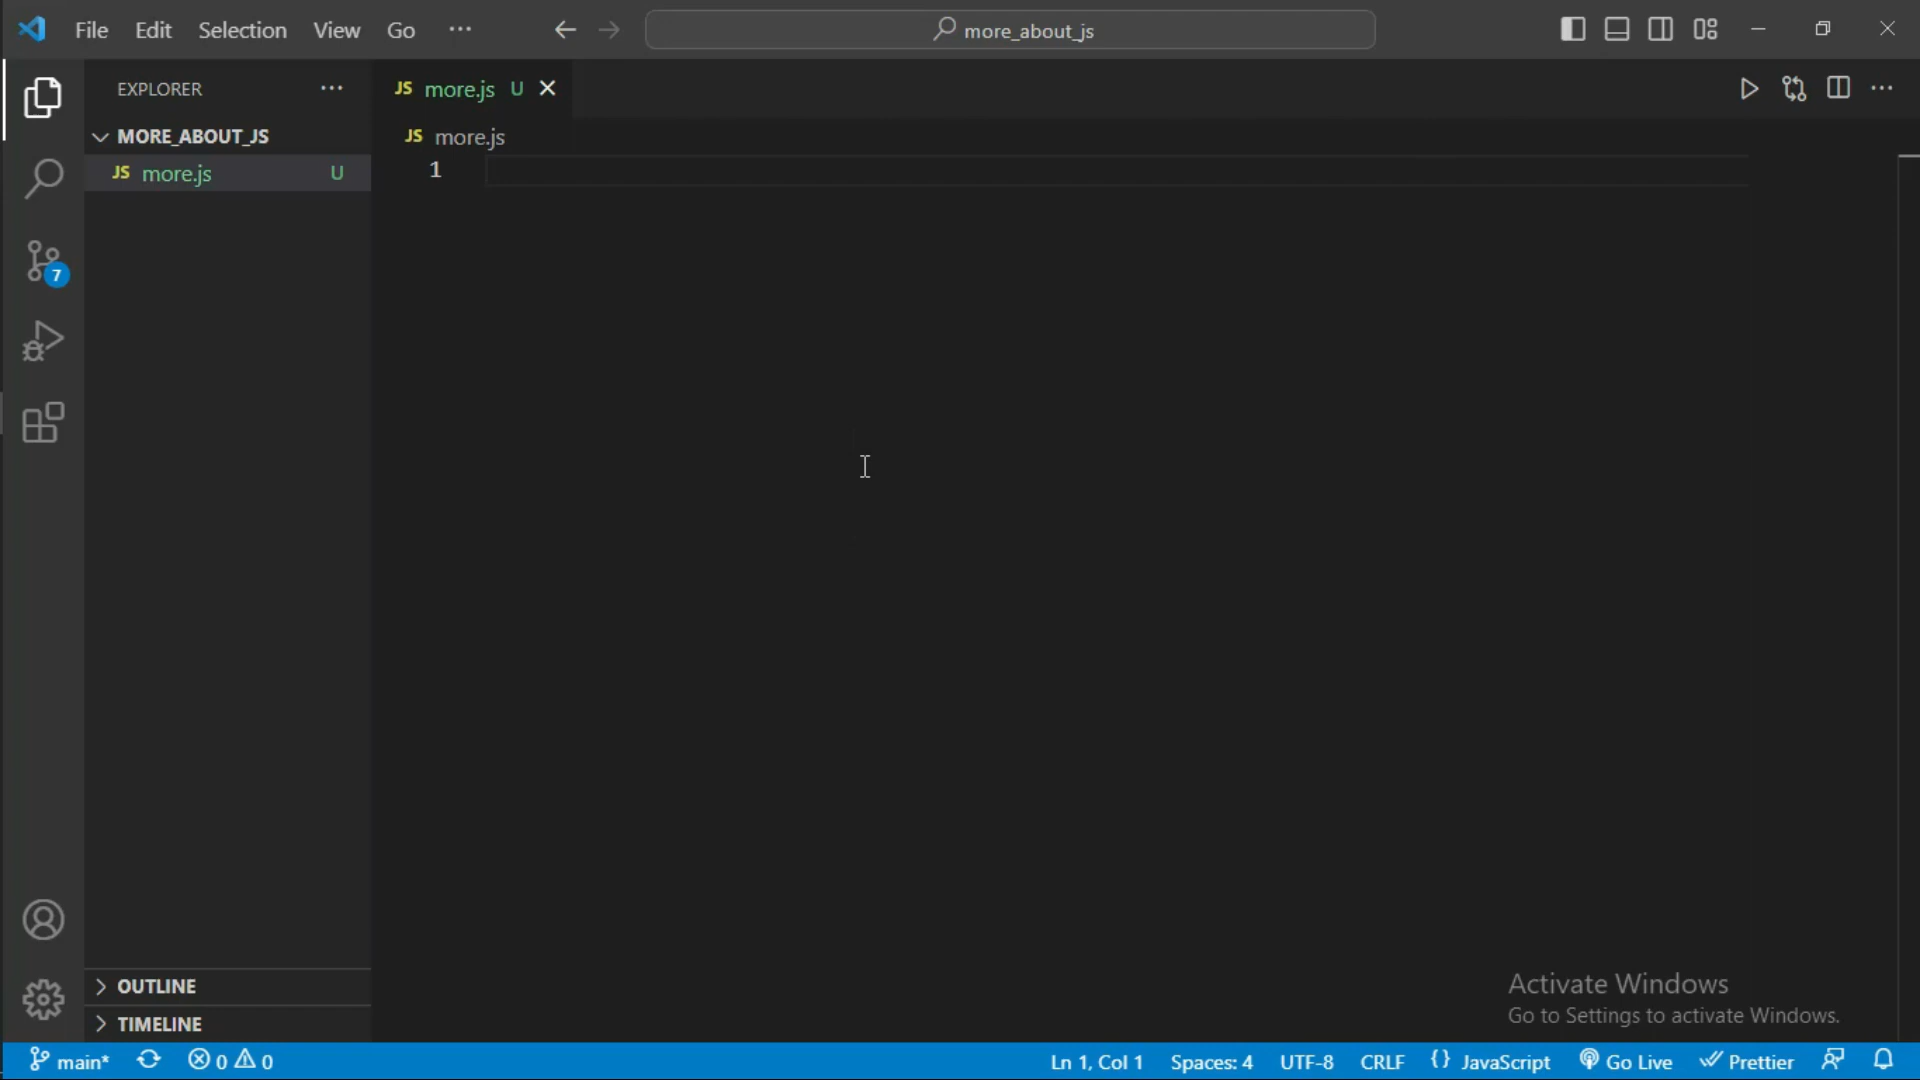 File Edit Selection View Go ··· more_about_js
EXPLORER ···
JS more.js U
MORE_ABOUT_JS
JS more.js
JS more.js U
1
7
OUTLINE
TIMELINE
Activate Windows
Go to Settings to activate Windows.
main* 0 0 Ln 1, Col 1 Spaces: 4 UTF-8 CRLF {} JavaScript Go Live Prettier